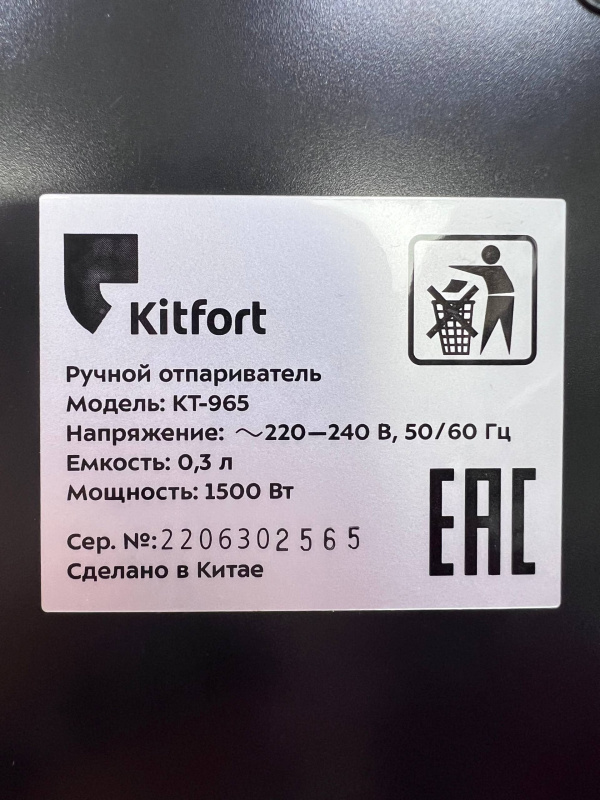 Kitfort
Ручной отпариватель
Модель: КТ-965
Напряжение: ~220—240 В, 50/60 Гц
Емкость: 0,3 л
Мощность: 1500 Вт
Сер. №:2206302565
Сделано в Китае
EAC